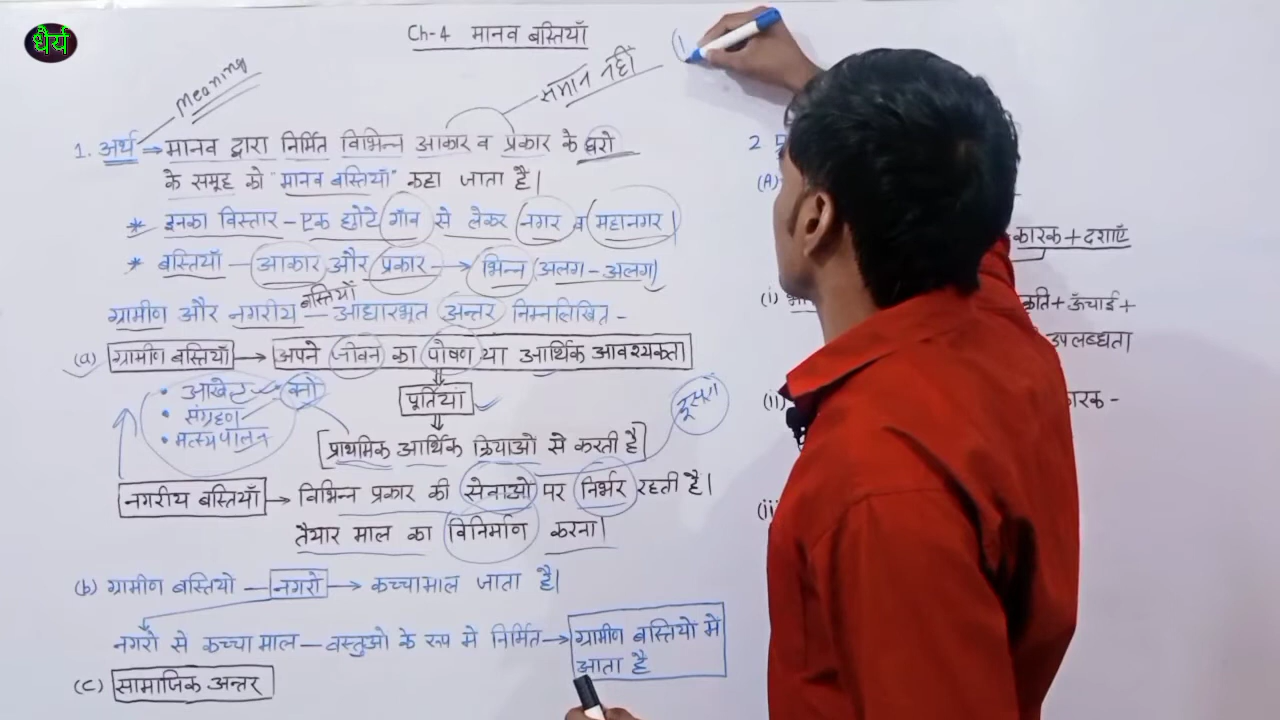 धैर्य
Ch-4 मानव बस्तियाँ
Meaning
समान नहीं
1. अर्थ ⇒ मानव द्वारा निर्मित विभिन्न आकार व प्रकार के घरो
के समूह को "मानव बस्तियाँ" कहा जाता है।
* इनका विस्तार - एक छोटे गाँव से लेकर नगर व महानगर।
* बस्तियाँ - आकार और प्रकार → भिन्न (अलग-अलग)
बस्तियों
ग्रामीण और नगरीय - आधारभूत अन्तर निम्नलिखित -
(a) ग्रामीण बस्तियाँ → अपने जीवन का पोषण या आर्थिक आवश्यकता
• आखेट
• संग्रहण
• मत्स्यपालन
पूर्तियाँ
दूसरा
[प्राथमिक आर्थिक क्रियाओ से करती है]
नगरीय बस्तियाँ → विभिन्न प्रकार की सेवाओ पर निर्भर रहती है।
तैयार माल का विनिर्माण करना।
(b) ग्रामीण बस्तियो - नगरो → कच्चामाल जाता है।
नगरो से कच्चा माल - वस्तुओ के रूप मे निर्मित → ग्रामीण बस्तियों मे
आता है
(c) सामाजिक अन्तर
2
(A)
कारक + दशाएँ
(i)
ऊँचाई +
उपलब्धता
(ii)